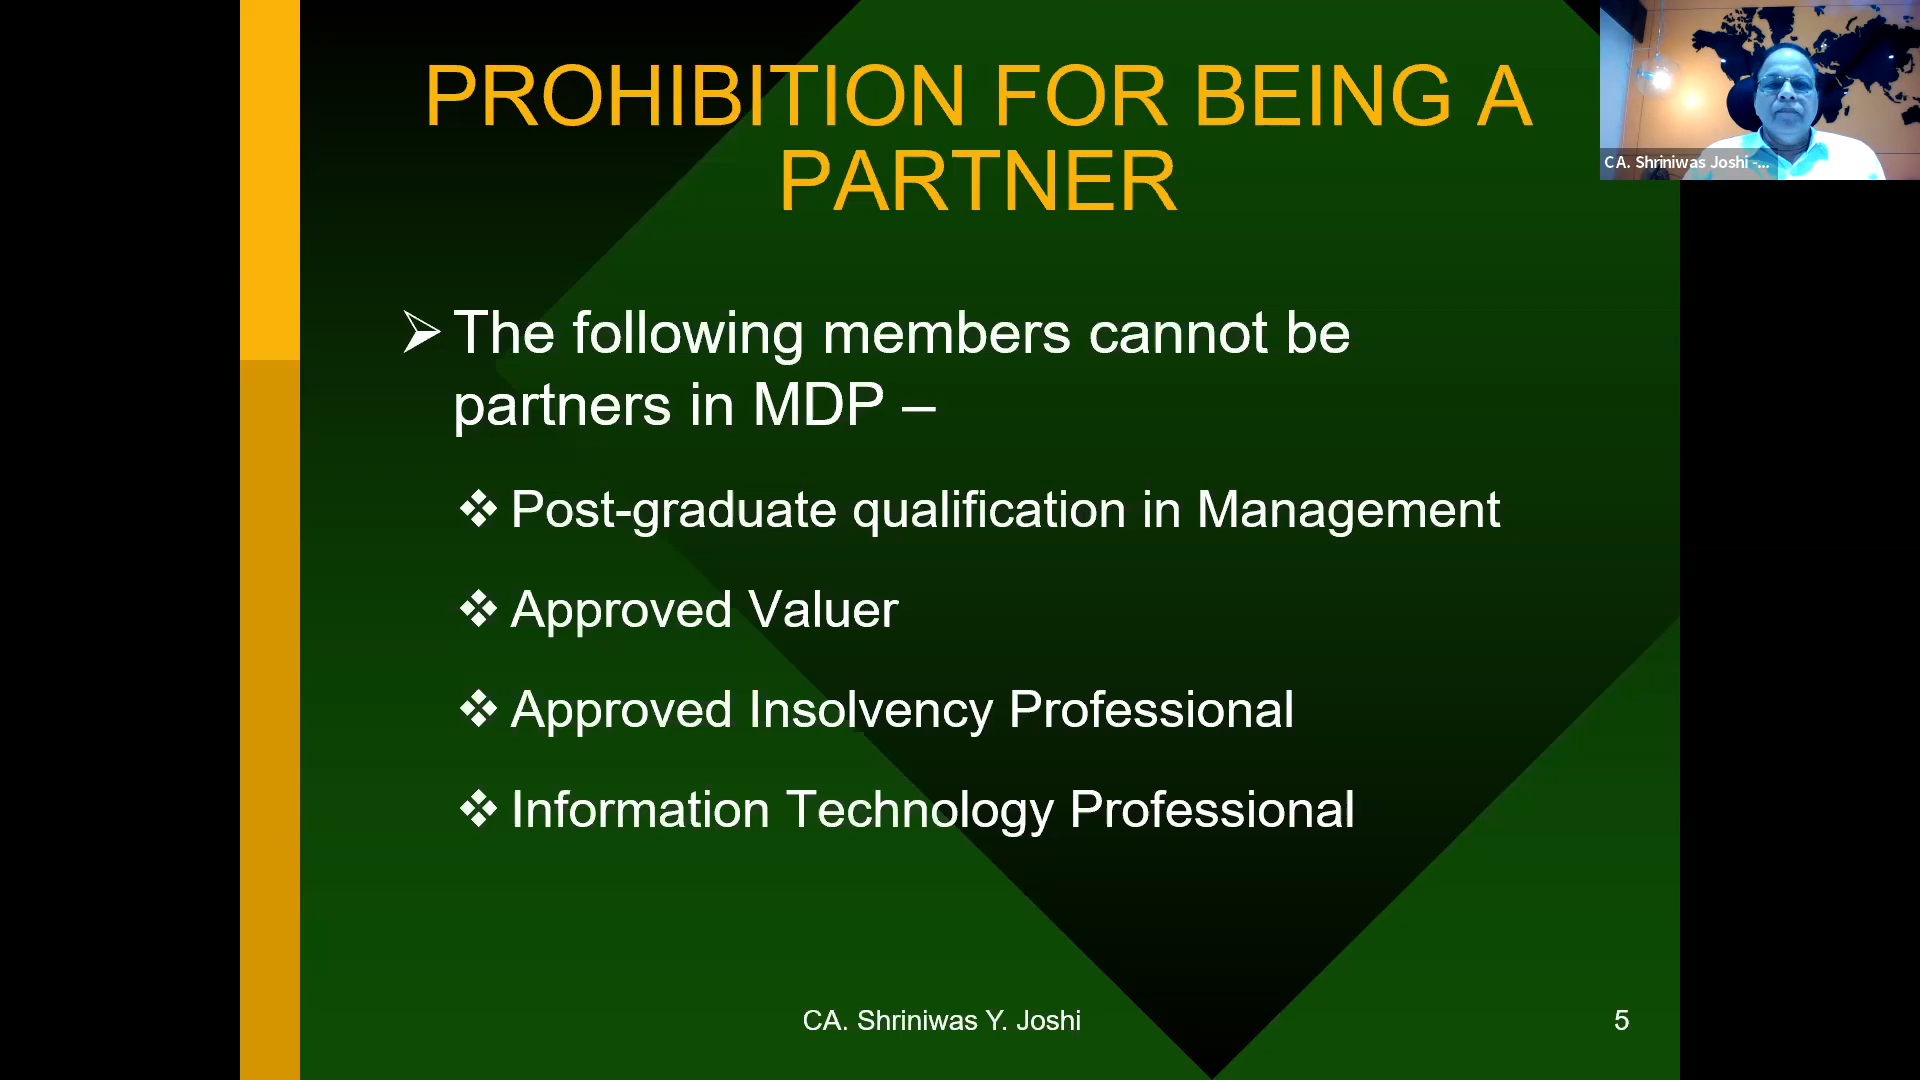 PROHIBITION FOR BEING A
PARTNER
CA. Shriniwas Joshi -...
➢ The following members cannot be
partners in MDP –
❖ Post-graduate qualification in Management
❖ Approved Valuer
❖ Approved Insolvency Professional
❖ Information Technology Professional
CA. Shriniwas Y. Joshi
5